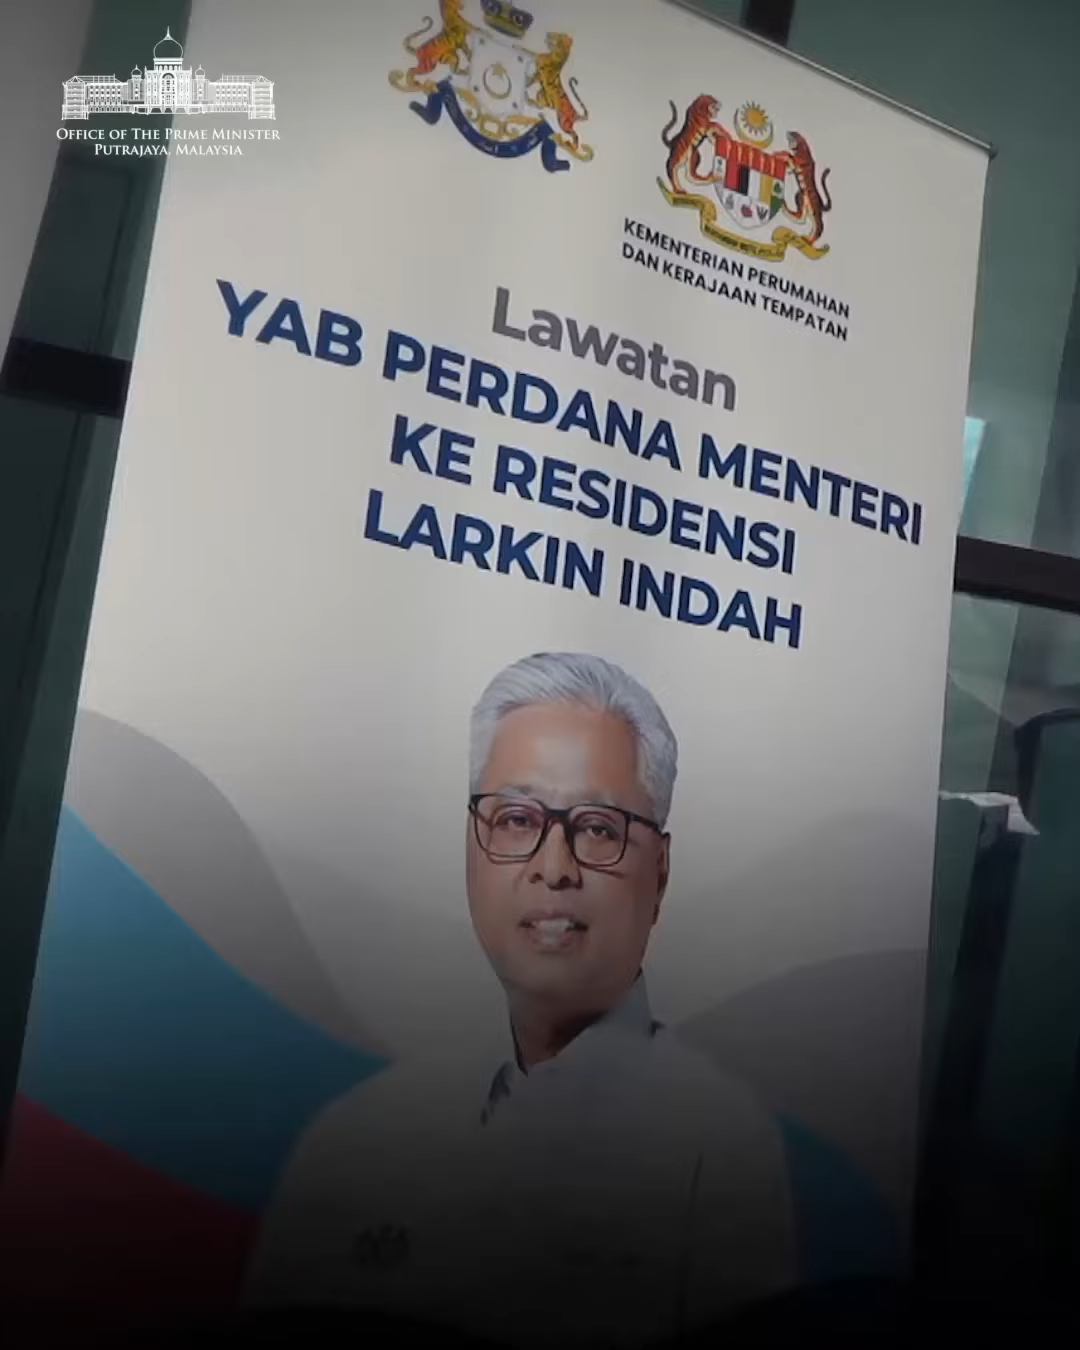 OFFICE OF THE PRIME MINISTER
PUTRAJAYA, MALAYSIA
KEMENTERIAN PERUMAHAN
DAN KERAJAAN TEMPATAN
Lawatan
YAB PERDANA MENTERI
KE RESIDENSI
LARKIN INDAH